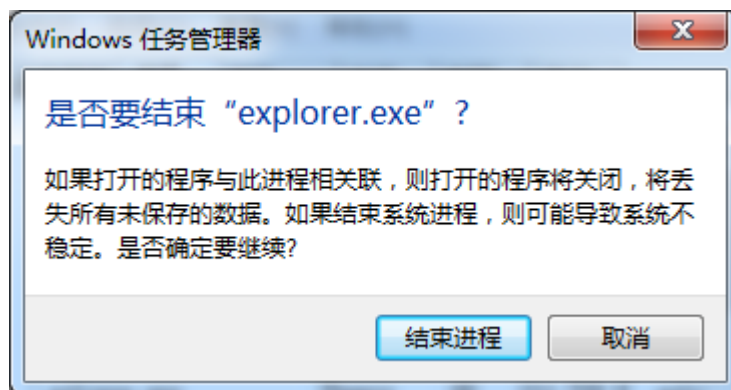 Windows 任务管理器
是否要结束“explorer.exe”?
如果打开的程序与此进程相关联，则打开的程序将关闭，将丢
失所有未保存的数据。如果结束系统进程，则可能导致系统不
稳定。是否确定要继续?
结束进程
取消